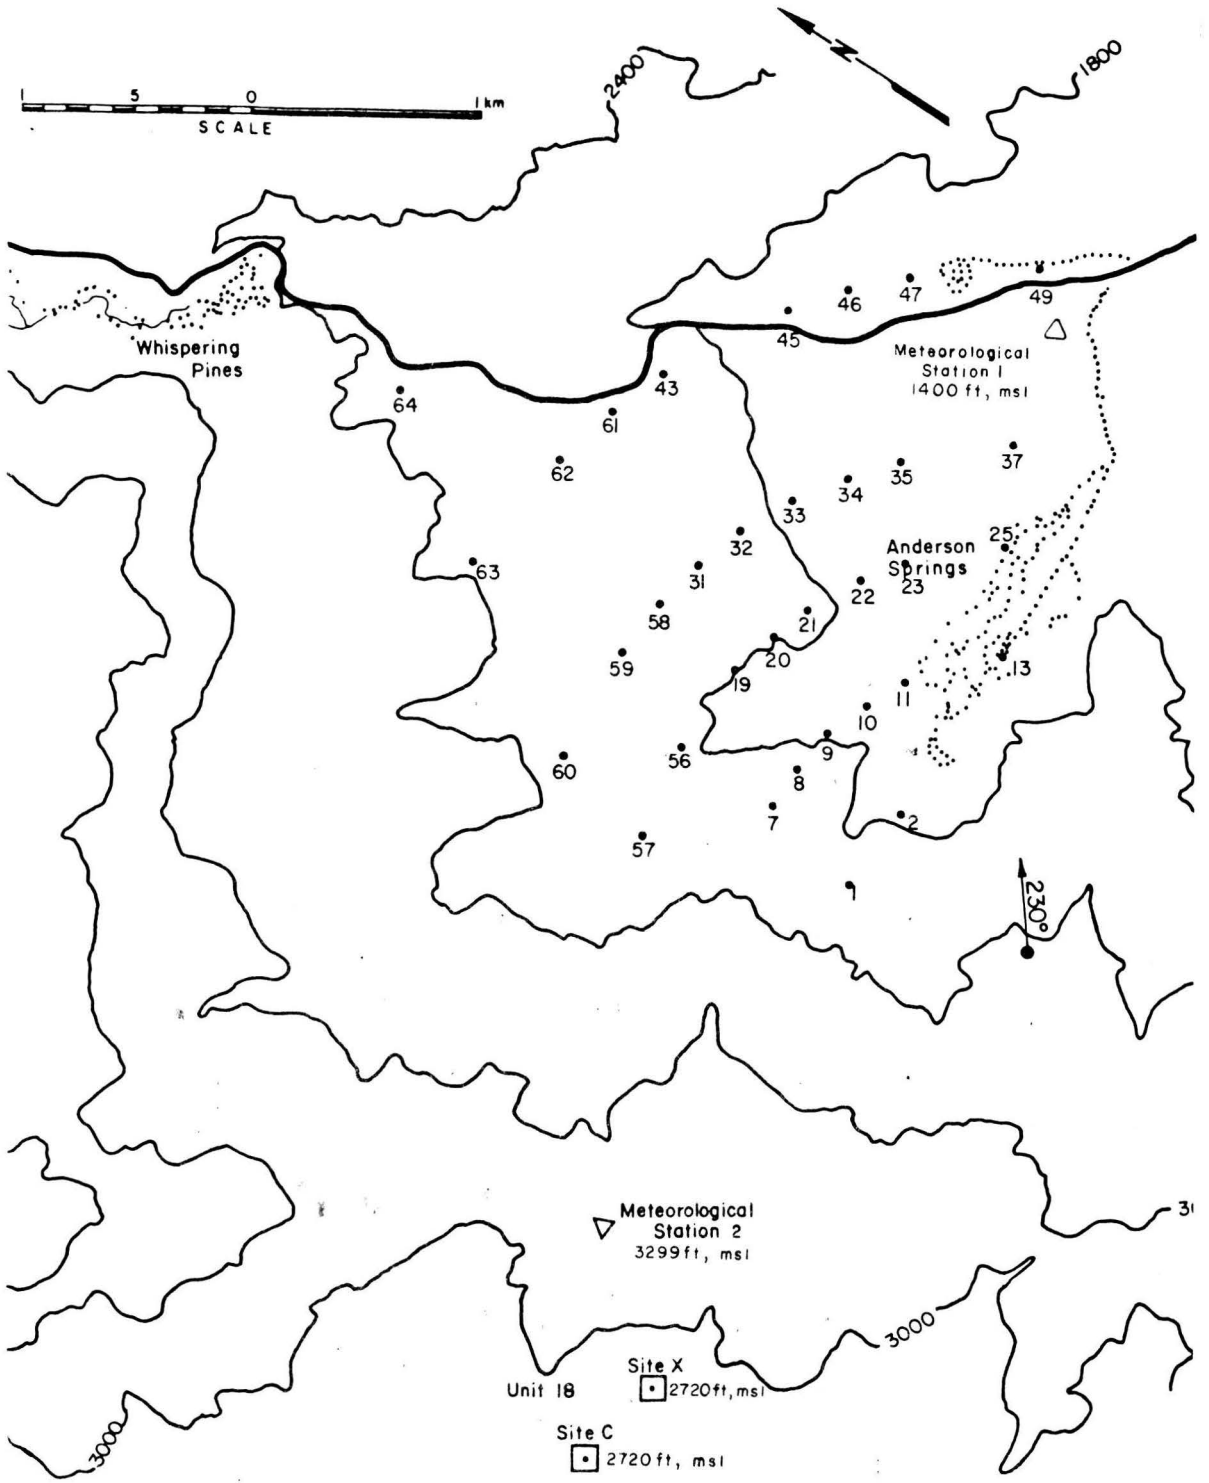 N
2400
1800
1 5 0 1 km
SCALE
Whispering
Pines
49
47
46
45
Meteorological
Station 1
1400 ft, msl
43
64
61
62
37
35
34
33
32
25
Anderson
Springs
31
63
23
22
58
21
20
59
13
19
11
10
9
56
60
8
7
2
57
1
230°
Meteorological
Station 2
3299 ft, msl
31
3000
Site X
Unit 18
2720 ft, msl
Site C
2720 ft, msl
3000